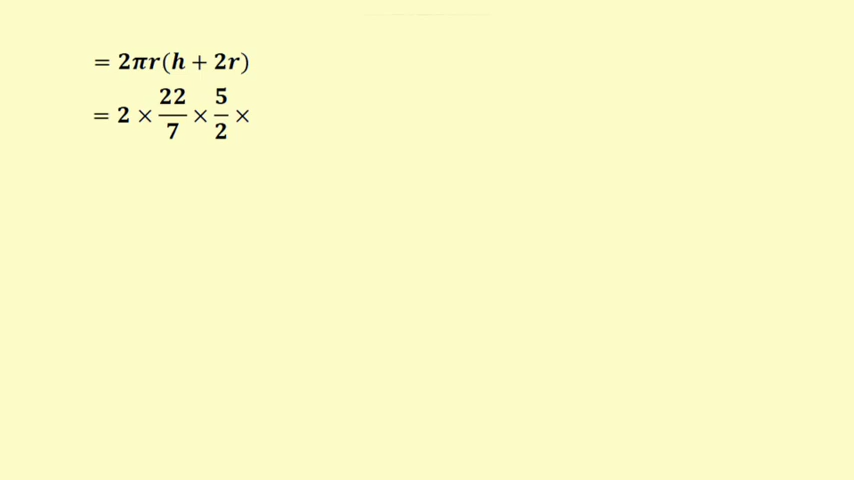 = 2πr(h + 2r)
= 2 × 22/7 × 5/2 ×